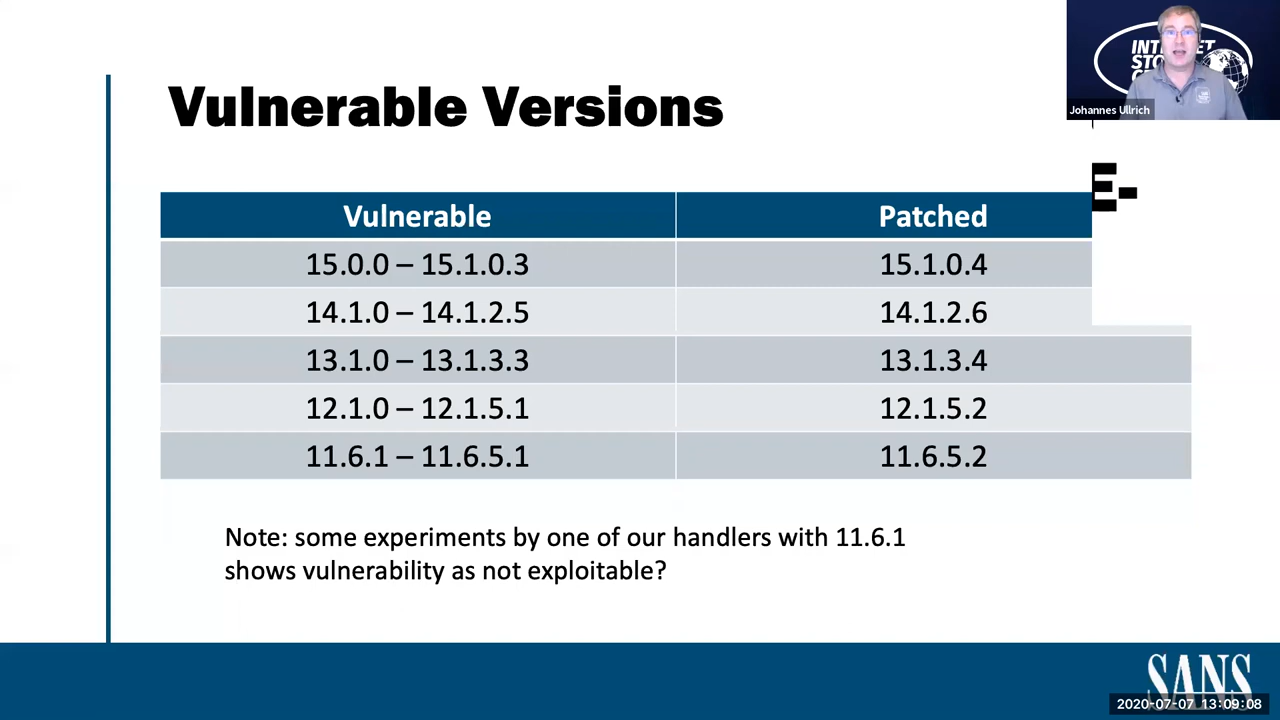 INTERNET
STO
C
Johannes Ullrich
Vulnerable Versions
E-
Vulnerable Patched
15.0.0 – 15.1.0.3 15.1.0.4
14.1.0 – 14.1.2.5 14.1.2.6
13.1.0 – 13.1.3.3 13.1.3.4
12.1.0 – 12.1.5.1 12.1.5.2
11.6.1 – 11.6.5.1 11.6.5.2
Note: some experiments by one of our handlers with 11.6.1
shows vulnerability as not exploitable?
SANS
2020-07-07 13:09:08